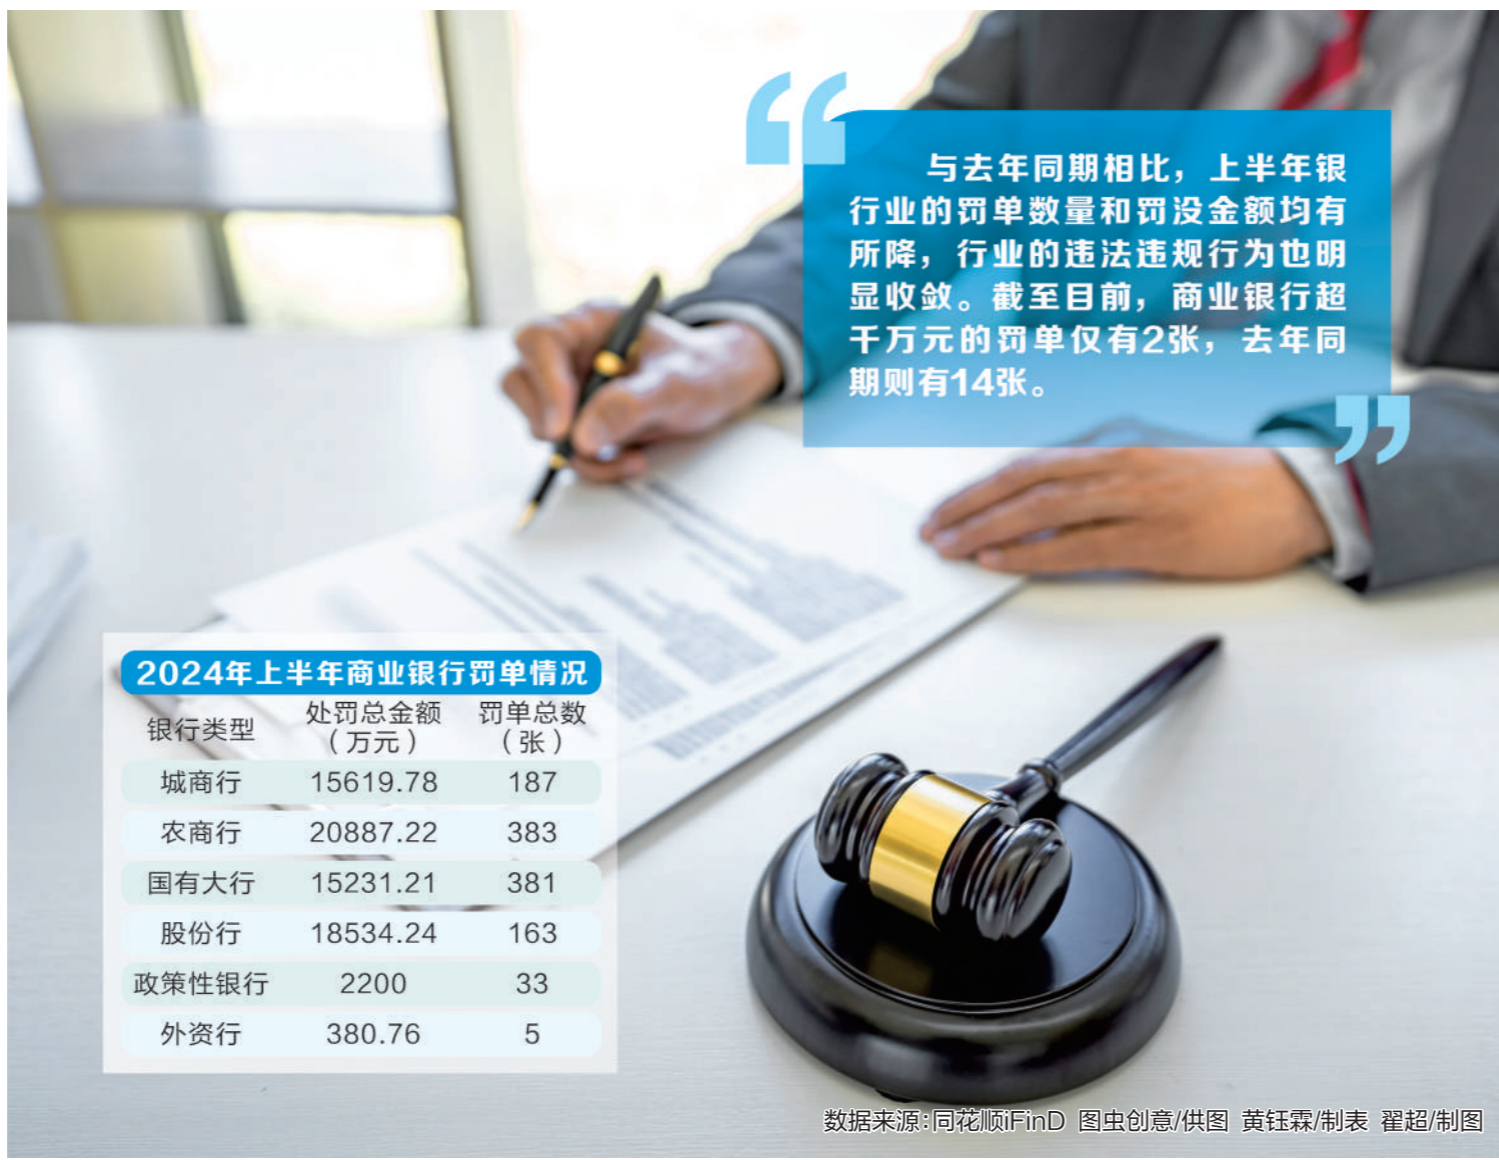 与去年同期相比，上半年银
行业的罚单数量和罚没金额均有
所降，行业的违法违规行为也明
显收敛。截至目前，商业银行超
千万元的罚单仅有2张，去年同
期则有14张。
2024年上半年商业银行罚单情况
银行类型 处罚总金额（万元） 罚单总数（张）
城商行 15619.78 187
农商行 20887.22 383
国有大行 15231.21 381
股份行 18534.24 163
政策性银行 2200 33
外资行 380.76 5
数据来源：同花顺iFinD 图虫创意/供图 黄钰霖/制表 翟超/制图